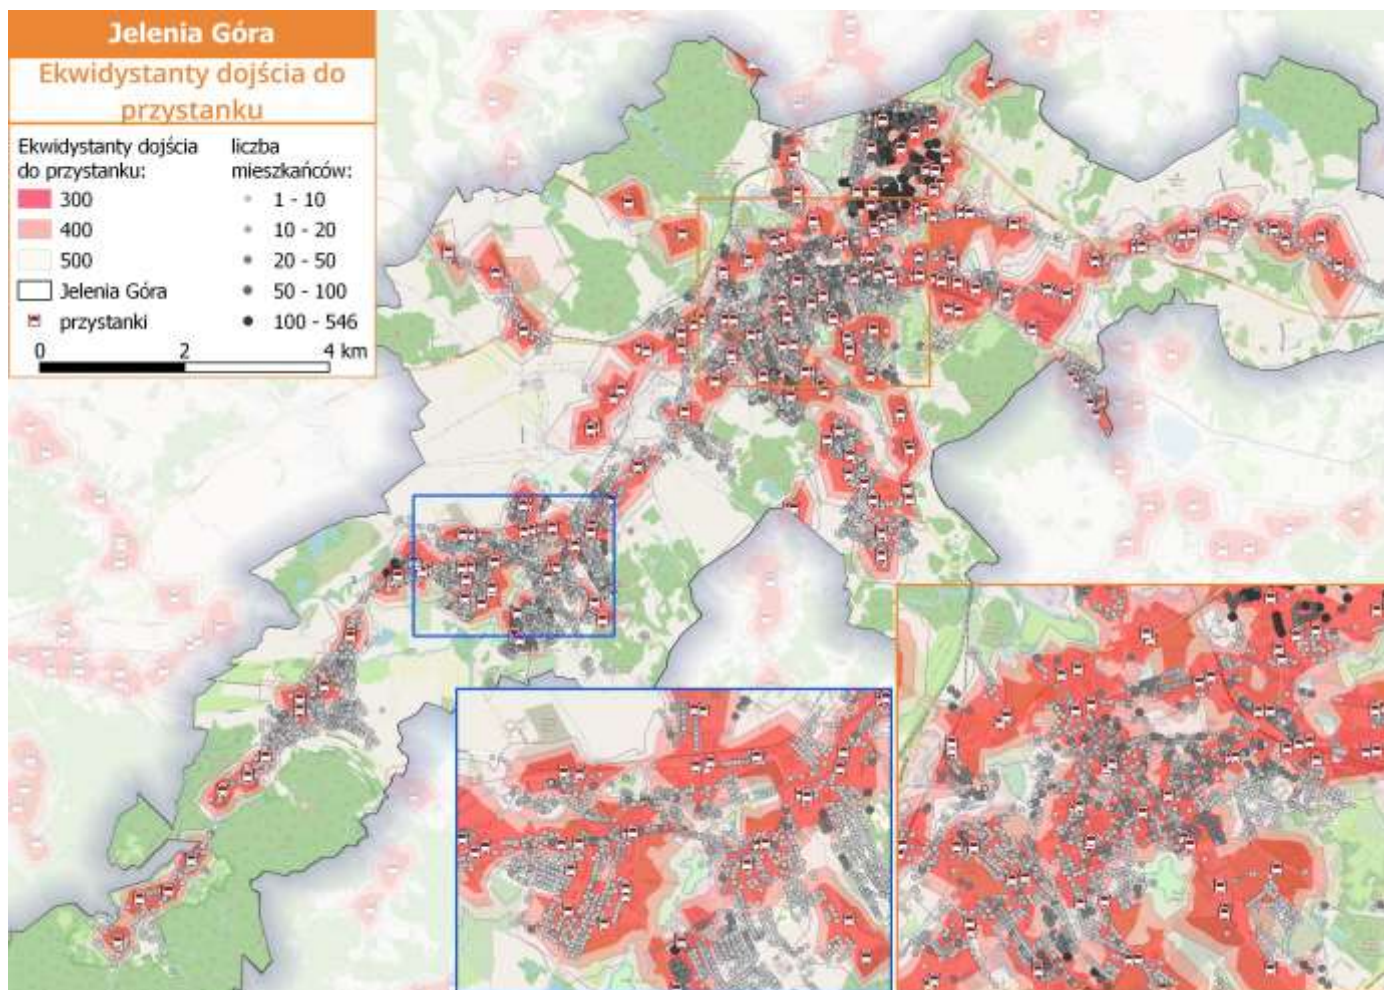 Jelenia Góra
Ekwidystanty dojścia do
przystanku
Ekwidystanty dojścia
do przystanku:
300
400
500
Jelenia Góra
przystanki
liczba
mieszkańców:
1 - 10
10 - 20
20 - 50
50 - 100
100 - 546
0 2 4 km